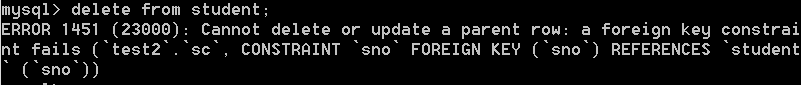 mysql> delete from student;
ERROR 1451 (23000): Cannot delete or update a parent row: a foreign key constrai
nt fails (`test2`.`sc`, CONSTRAINT `sno` FOREIGN KEY (`sno`) REFERENCES `student
` (`sno`))